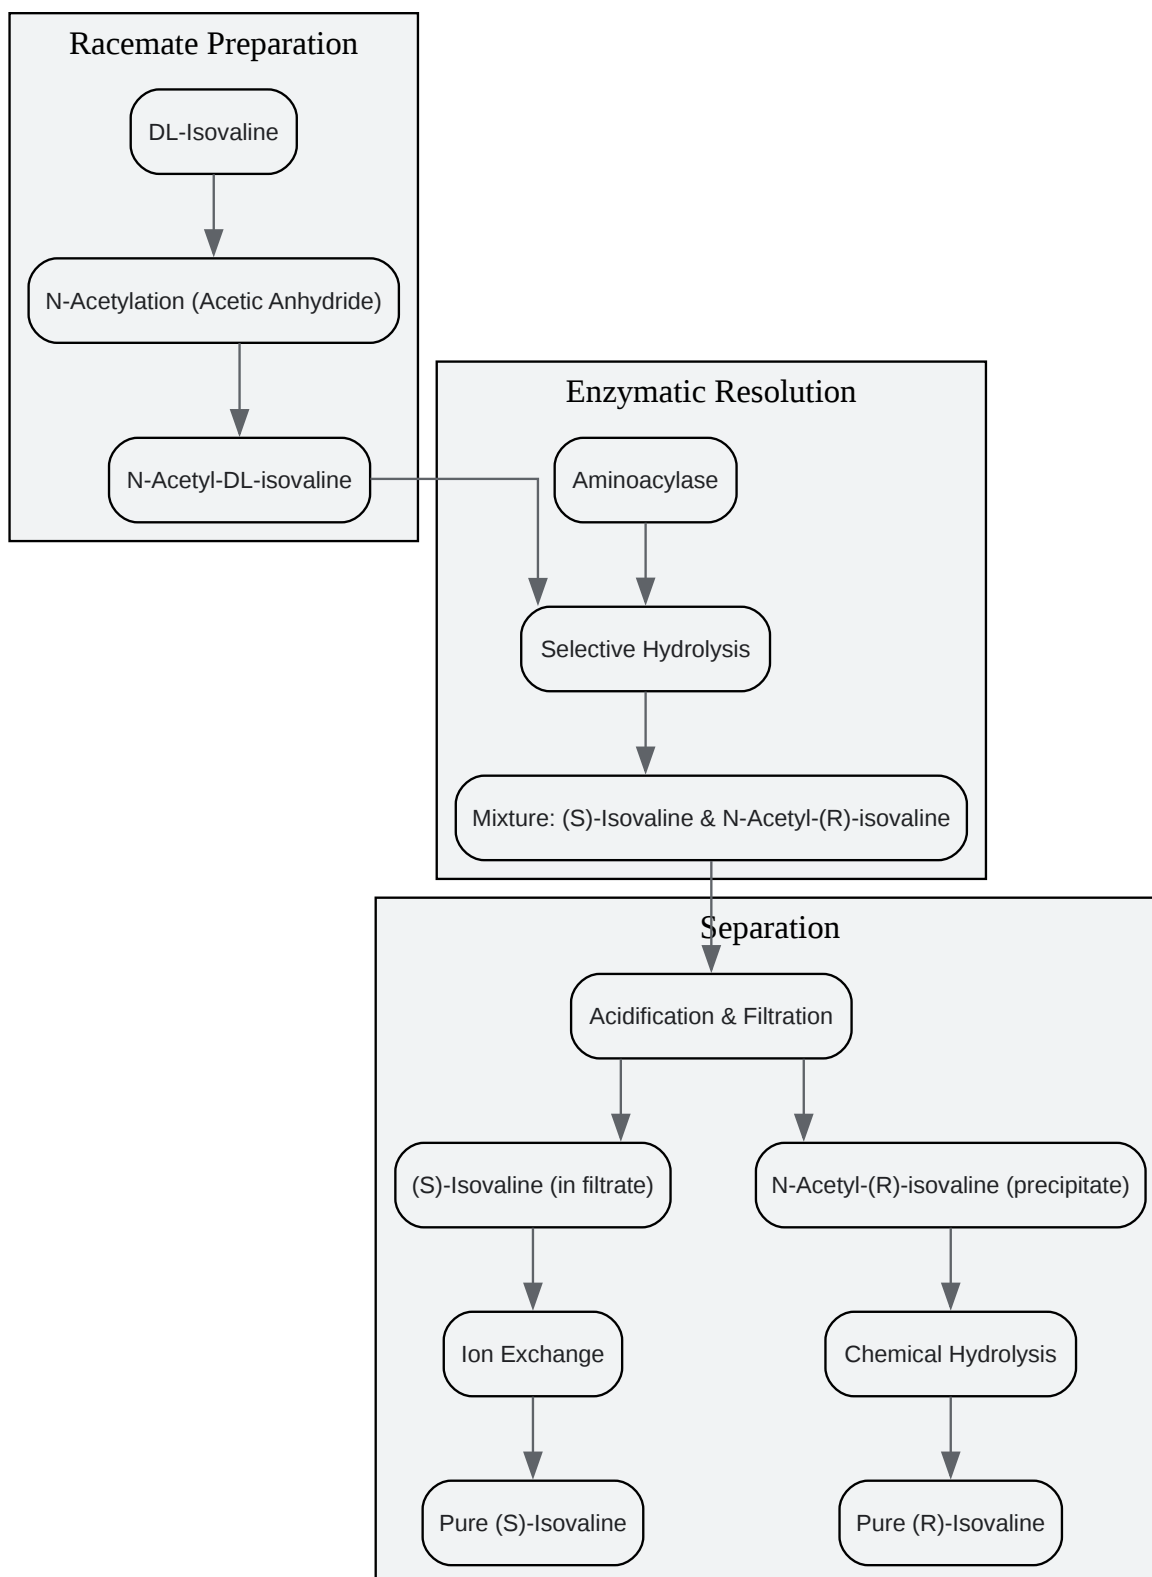 Racemate Preparation
DL-Isovaline
N-Acetylation (Acetic Anhydride)
N-Acetyl-DL-isovaline
Enzymatic Resolution
Aminoacylase
Selective Hydrolysis
Mixture: (S)-Isovaline & N-Acetyl-(R)-isovaline
Separation
Acidification & Filtration
(S)-Isovaline (in filtrate)
N-Acetyl-(R)-isovaline (precipitate)
Ion Exchange
Chemical Hydrolysis
Pure (S)-Isovaline
Pure (R)-Isovaline